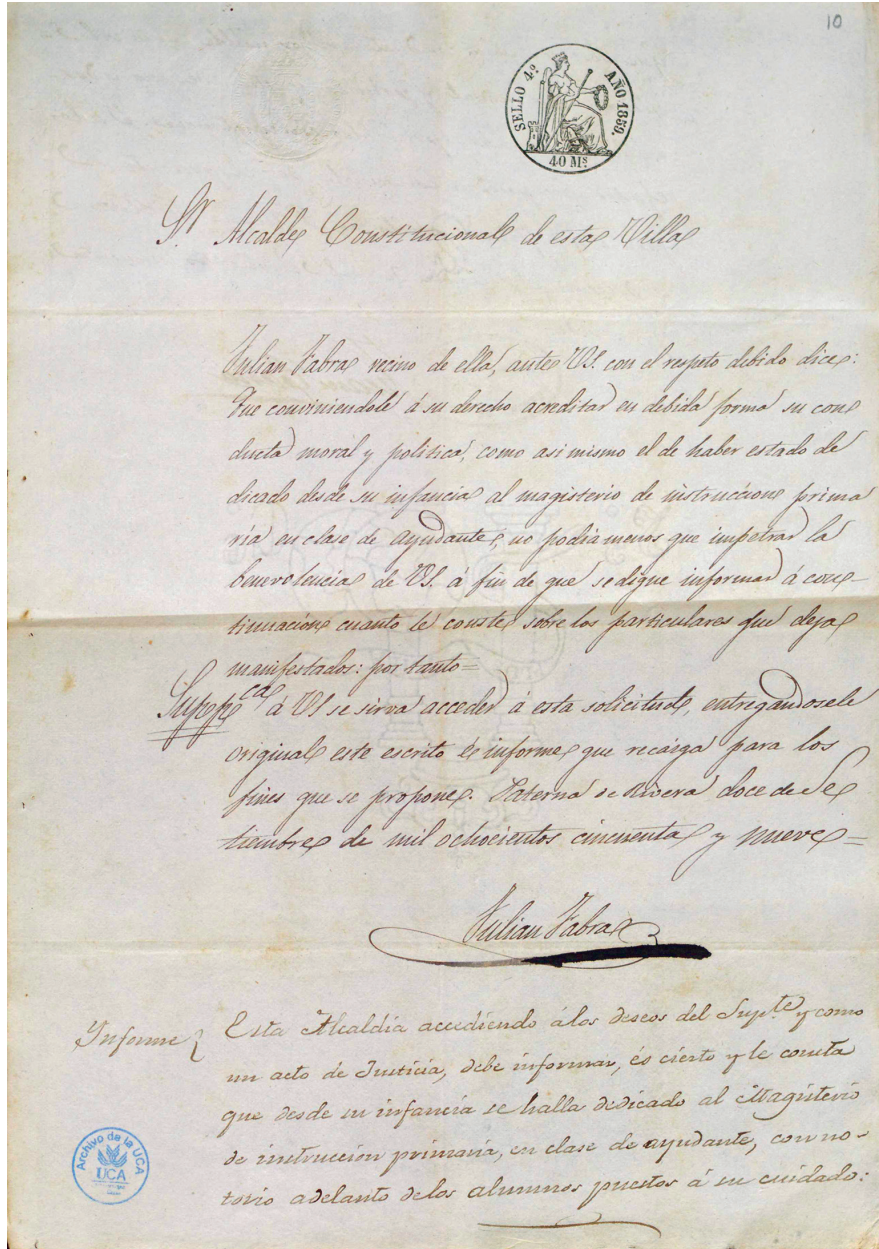 10
SELLO 4º AÑO 1859.
40 Ms
Sr. Alcalde Constitucional de esta Villa
Julian Fabra vecino de ella, ante VS. con el respeto debido dice:
Que conviniendole á su derecho acreditar en debida forma su con
ducta moral y politica, como asi mismo el de haber estado de
dicado desde su infancia al magisterio de instruccion prima
ria en clase de ayudante, no podia menos que impetrar la
benevolencia de VS. á fin de que se digne informar á con-
tinuacion cuanto le conste sobre los particulares que deja
manifestados: por tanto=
Suppca á VS se sirva acceder á esta solicitud, entregandosele
original este escrito é informe que recaiga para los
fines que se propone. Paterna de Rivera doce de Se
tiembre de mil ochocientos cincuenta y nueve=
Julian Fabra
Informe } Esta Alcaldía accediendo á los deseos del Supte. y como
un acto de Justicia, debe informar, és cierto y le consta
que desde su infancia se halla dedicado al Magisterio
de instruccion primaria, en clase de ayudante, con no-
torio adelanto de los alumnos puestos á su cuidado:
Archivo de la UCA
UCA